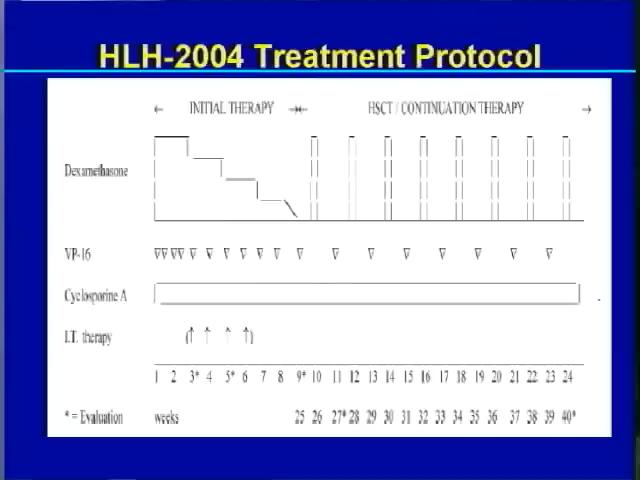 HLH-2004 Treatment Protocol
← INITIAL THERAPY →← HSCT / CONTINUATION THERAPY →
Dexamethasone
VP-16
Cyclosporine A
I.T. therapy (↑ ↑ ↑ ↑)
1 2 3* 4 5* 6 7 8 9* 10 11 12 13 14 15 16 17 18 19 20 21 22 23 24
* = Evaluation weeks 25 26 27* 28 29 30 31 32 33 34 35 36 37 38 39 40*